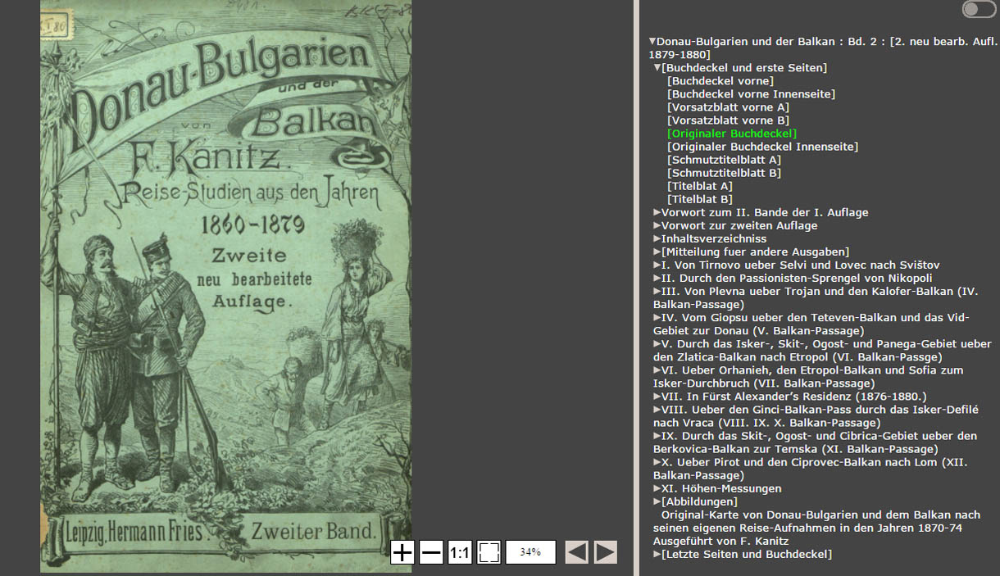 Donau-Bulgarien
und der
Balkan
von
F. Kanitz.
Reise-Studien aus den Jahren
1860-1879
Zweite
neu bearbeitete
Auflage.
Leipzig, Hermann Fries.
Zweiter Band.
1:1
34%
Donau-Bulgarien und der Balkan : Bd. 2 : [2. neu bearb. Aufl.
1879-1880]
[Buchdeckel und erste Seiten]
[Buchdeckel vorne]
[Buchdeckel vorne Innenseite]
[Vorsatzblatt vorne A]
[Vorsatzblatt vorne B]
[Originaler Buchdeckel]
[Originaler Buchdeckel Innenseite]
[Schmutztitelblatt A]
[Schmutztitelblatt B]
[Titelblat A]
[Titelblat B]
Vorwort zum II. Bande der I. Auflage
Vorwort zur zweiten Auflage
Inhaltsverzeichniss
[Mitteilung fuer andere Ausgaben]
I. Von Tirnovo ueber Selvi und Lovec nach Svištov
II. Durch den Passionisten-Sprengel von Nikopoli
III. Von Plevna ueber Trojan und den Kalofer-Balkan (IV.
Balkan-Passage)
IV. Vom Giopsu ueber den Teteven-Balkan und das Vid-
Gebiet zur Donau (V. Balkan-Passage)
V. Durch das Isker-, Skit-, Ogost- und Panega-Gebiet ueber
den Zlatica-Balkan nach Etropol (VI. Balkan-Passge)
VI. Ueber Orhanieh, den Etropol-Balkan und Sofia zum
Isker-Durchbruch (VII. Balkan-Passage)
VII. In Fürst Alexander’s Residenz (1876-1880.)
VIII. Ueber den Ginci-Balkan-Pass durch das Isker-Defilé
nach Vraca (VIII. IX. X. Balkan-Passage)
IX. Durch das Skit-, Ogost- und Cibrica-Gebiet ueber den
Berkovica-Balkan zur Temska (XI. Balkan-Passage)
X. Ueber Pirot und den Ciprovec-Balkan nach Lom (XII.
Balkan-Passage)
XI. Höhen-Messungen
[Abbildungen]
Original-Karte von Donau-Bulgarien und dem Balkan nach
seinen eigenen Reise-Aufnahmen in den Jahren 1870-74
Ausgeführt von F. Kanitz
[Letzte Seiten und Buchdeckel]